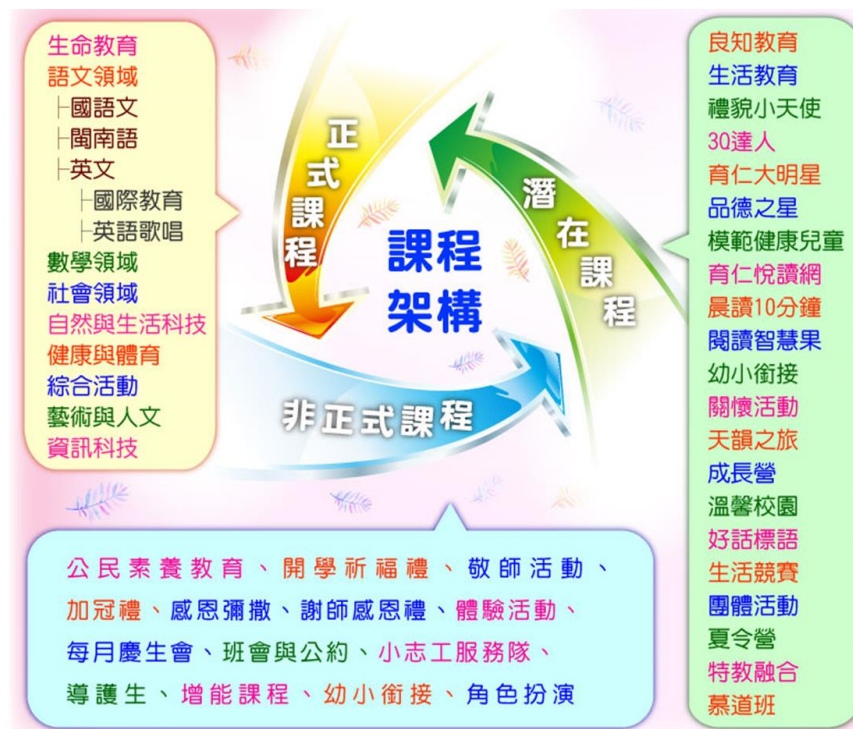 生命教育
語文領域
├國語文
├閩南語
├英文
├國際教育
├英語歌唱
數學領域
社會領域
自然與生活科技
健康與體育
綜合活動
藝術與人文
資訊科技
正式課程
課程
架構
潛在課程
非正式課程
良知教育
生活教育
禮貌小天使
3Q達人
育仁大明星
品德之星
模範健康兒童
育仁悅讀網
晨讀10分鐘
閱讀智慧果
幼小銜接
關懷活動
天韻之旅
成長營
溫馨校園
好話標語
生活競賽
團體活動
夏令營
特教融合
慕道班
公民素養教育、開學祈福禮、敬師活動、
加冠禮、感恩彌撒、謝師感恩禮、體驗活動、
每月慶生會、班會與公約、小志工服務隊、
導護生、增能課程、幼小銜接、角色扮演